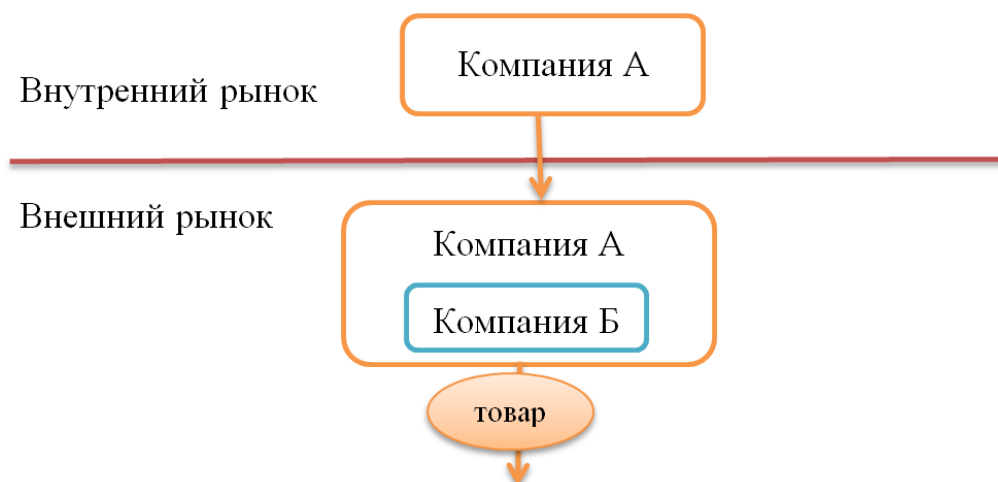 Компания А
Внутренний рынок
Внешний рынок
Компания А
Компания Б
товар